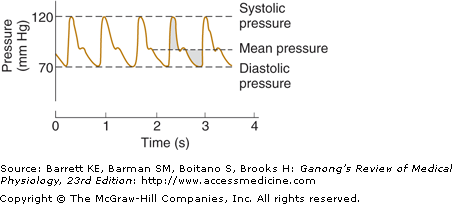 Pressure
(mm Hg)
120
70
Systolic
pressure
Mean pressure
Diastolic
pressure
0 1 2 3 4
Time (s)
Source: Barrett KE, Barman SM, Boitano S, Brooks H: Ganong's Review of Medical
Physiology, 23rd Edition: http://www.accessmedicine.com
Copyright © The McGraw-Hill Companies, Inc. All rights reserved.